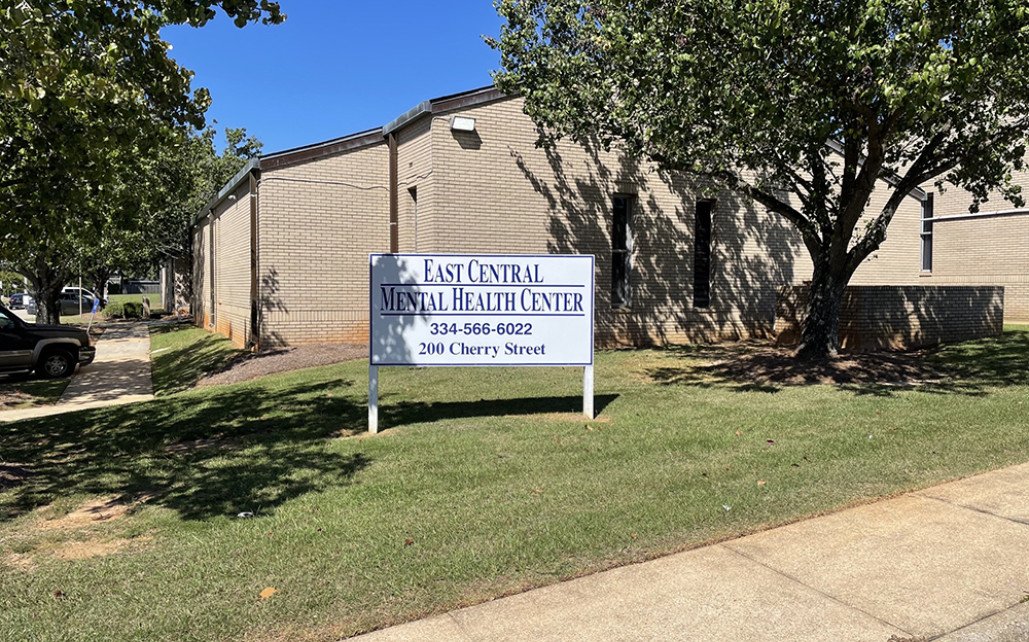 East Central
Mental Health Center
334-566-6022
200 Cherry Street